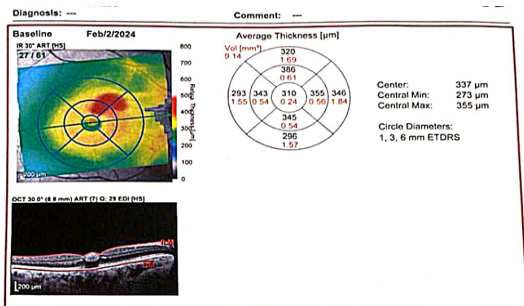 Diagnosis: ---
Comment: ---
Baseline Feb/2/2024
IR 30° ART [HS]
27 / 61
200 µm
800
700
600
500
400
300
200
100
0
Retinal Thickness [µm]
Average Thickness [µm]
Vol [mm³]
9.14
320
1.69
386
0.61
293 343 310 355 346
1.55 0.54 0.24 0.56 1.84
345
0.54
296
1.57
Center: 337 µm
Central Min: 273 µm
Central Max: 355 µm
Circle Diameters:
1, 3, 6 mm ETDRS
OCT 30.0° (8.8 mm) ART (7) Q: 29 EDI [HS]
ILM
200 µm